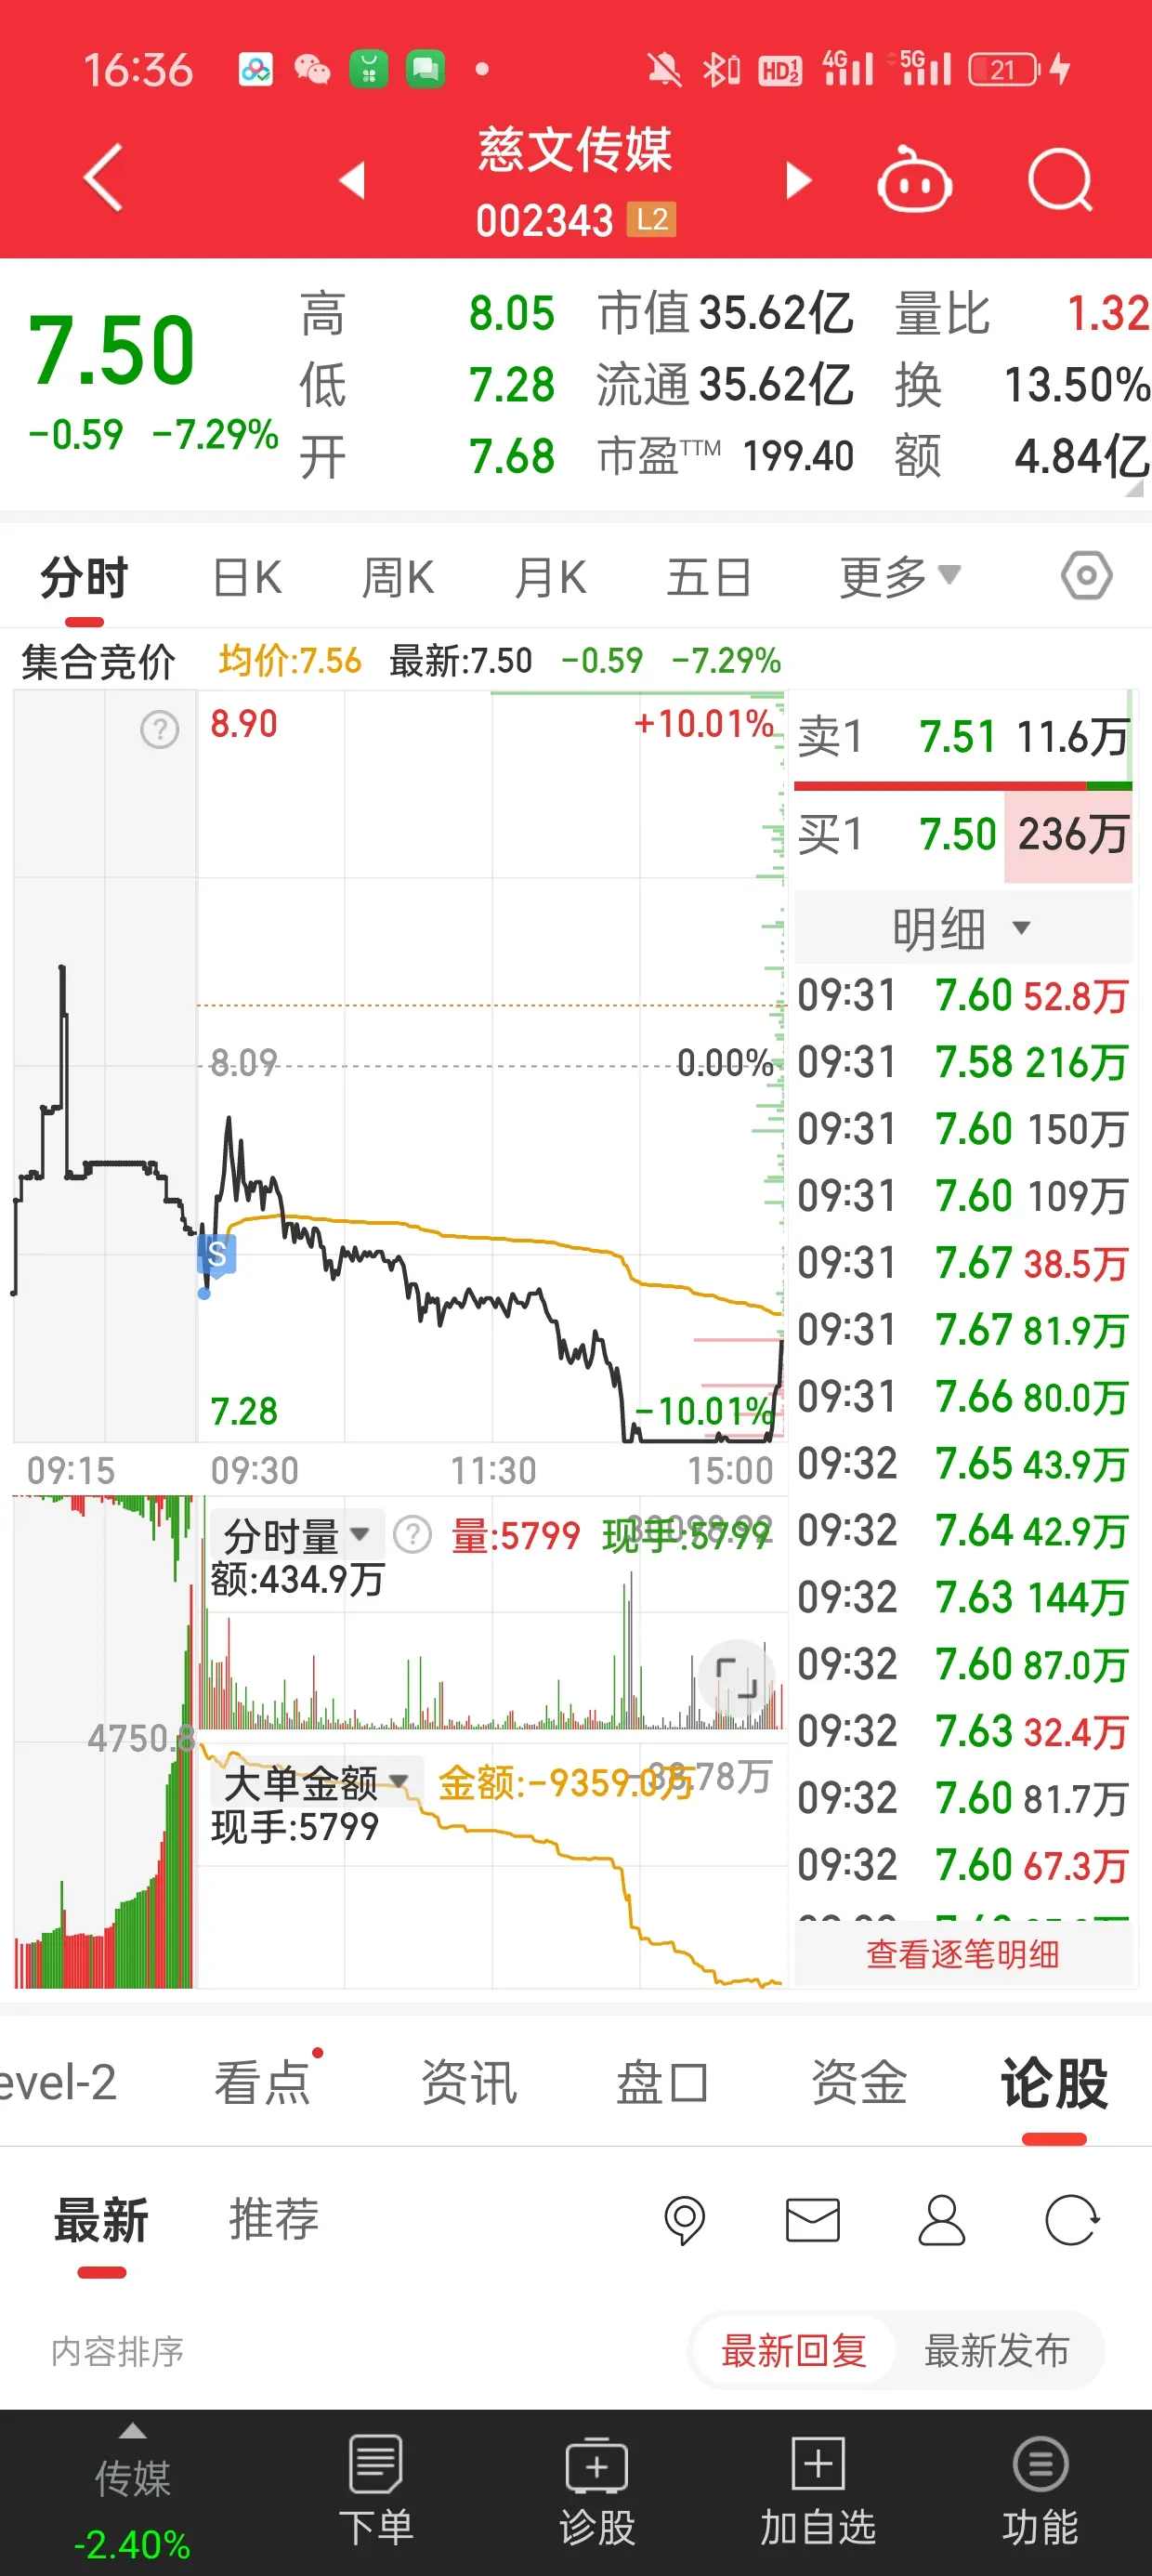 16:36 HD 1 2 4G 5G 21
慈文传媒
002343 L2
7.50 高 8.05 市值 35.62亿 量比 1.32
低 7.28 流通 35.62亿 换 13.50%
-0.59 -7.29% 开 7.68 市盈TTM 199.40 额 4.84亿
分时 日K 周K 月K 五日 更多
集合竞价 均价:7.56 最新:7.50 -0.59 -7.29%
? 8.90 +10.01%
8.09 0.00%
S
7.28 -10.01%
09:15 09:30 11:30 15:00
分时量 ? 量:5799 现手:5799
额:434.9万
4750.8
大单金额 金额:-9359.0万
现手:5799
卖1 7.51 11.6万
买1 7.50 236万
明细
09:31 7.60 52.8万
09:31 7.58 216万
09:31 7.60 150万
09:31 7.60 109万
09:31 7.67 38.5万
09:31 7.67 81.9万
09:31 7.66 80.0万
09:32 7.65 43.9万
09:32 7.64 42.9万
09:32 7.63 144万
09:32 7.60 87.0万
09:32 7.63 32.4万
09:32 7.60 81.7万
09:32 7.60 67.3万
查看逐笔明细
evel-2 看点 资讯 盘口 资金 论股
最新 推荐
内容排序 最新回复 最新发布
传媒 下单 诊股 加自选 功能
-2.40%